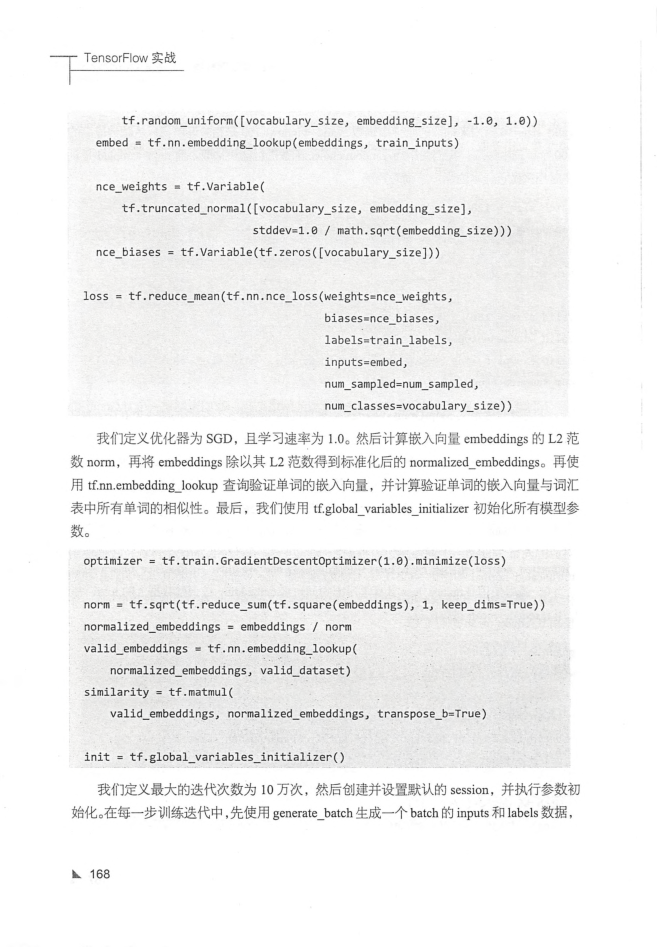 TensorFlow 实战
tf.random_uniform([vocabulary_size, embedding_size], -1.0, 1.0))
embed = tf.nn.embedding_lookup(embeddings, train_inputs)
nce_weights = tf.Variable(
tf.truncated_normal([vocabulary_size, embedding_size],
stddev=1.0 / math.sqrt(embedding_size)))
nce_biases = tf.Variable(tf.zeros([vocabulary_size]))
loss = tf.reduce_mean(tf.nn.nce_loss(weights=nce_weights,
biases=nce_biases,
labels=train_labels,
inputs=embed,
num_sampled=num_sampled,
num_classes=vocabulary_size))
我们定义优化器为 SGD，且学习速率为 1.0。然后计算嵌入向量 embeddings 的 L2 范
数 norm，再将 embeddings 除以其 L2 范数得到标准化后的 normalized_embeddings。再使
用 tf.nn.embedding_lookup 查询验证单词的嵌入向量，并计算验证单词的嵌入向量与词汇
表中所有单词的相似性。最后，我们使用 tf.global_variables_initializer 初始化所有模型参
数。
optimizer = tf.train.GradientDescentOptimizer(1.0).minimize(loss)
norm = tf.sqrt(tf.reduce_sum(tf.square(embeddings), 1, keep_dims=True))
normalized_embeddings = embeddings / norm
valid_embeddings = tf.nn.embedding_lookup(
normalized_embeddings, valid_dataset)
similarity = tf.matmul(
valid_embeddings, normalized_embeddings, transpose_b=True)
init = tf.global_variables_initializer()
我们定义最大的迭代次数为 10 万次，然后创建并设置默认的 session，并执行参数初
始化。在每一步训练迭代中，先使用 generate_batch 生成一个 batch 的 inputs 和 labels 数据，
168